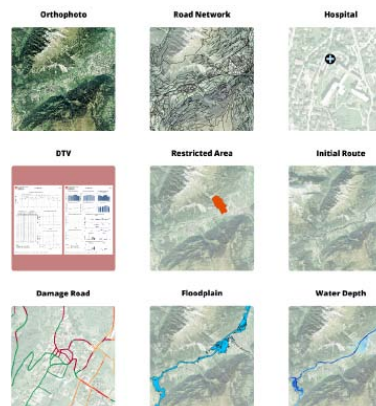 Orthophoto
Road Network
Hospital
DTV
Restricted Area
Initial Route
Damage Road
Floodplain
Water Depth